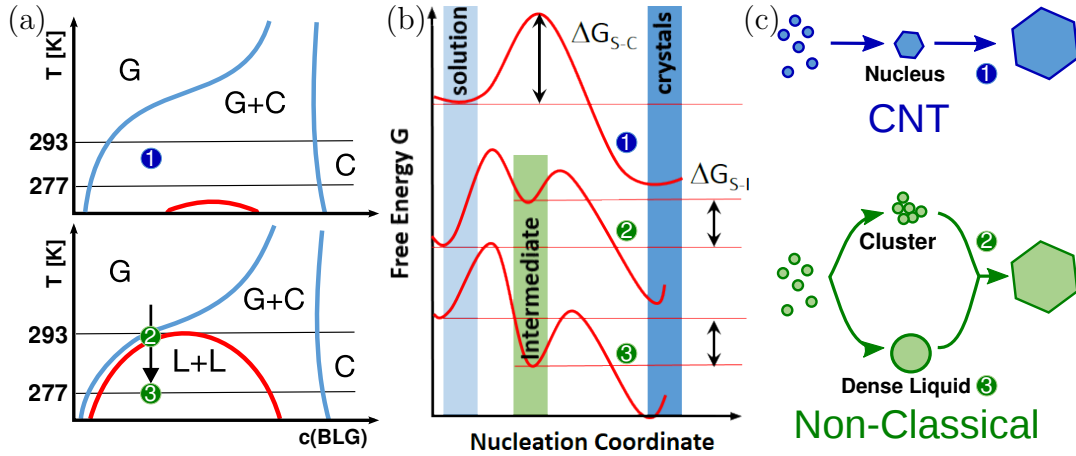 (a)
T [K]
G
G+C
293
1
C
277
T [K]
G
G+C
293
2
L+L
C
277
3
c(BLG)
(b)
Free Energy G
solution
ΔG_S-C
crystals
1
ΔG_S-I
Intermediate
2
3
Nucleation Coordinate
(c)
Nucleus
1
CNT
Cluster
2
Dense Liquid 3
Non-Classical